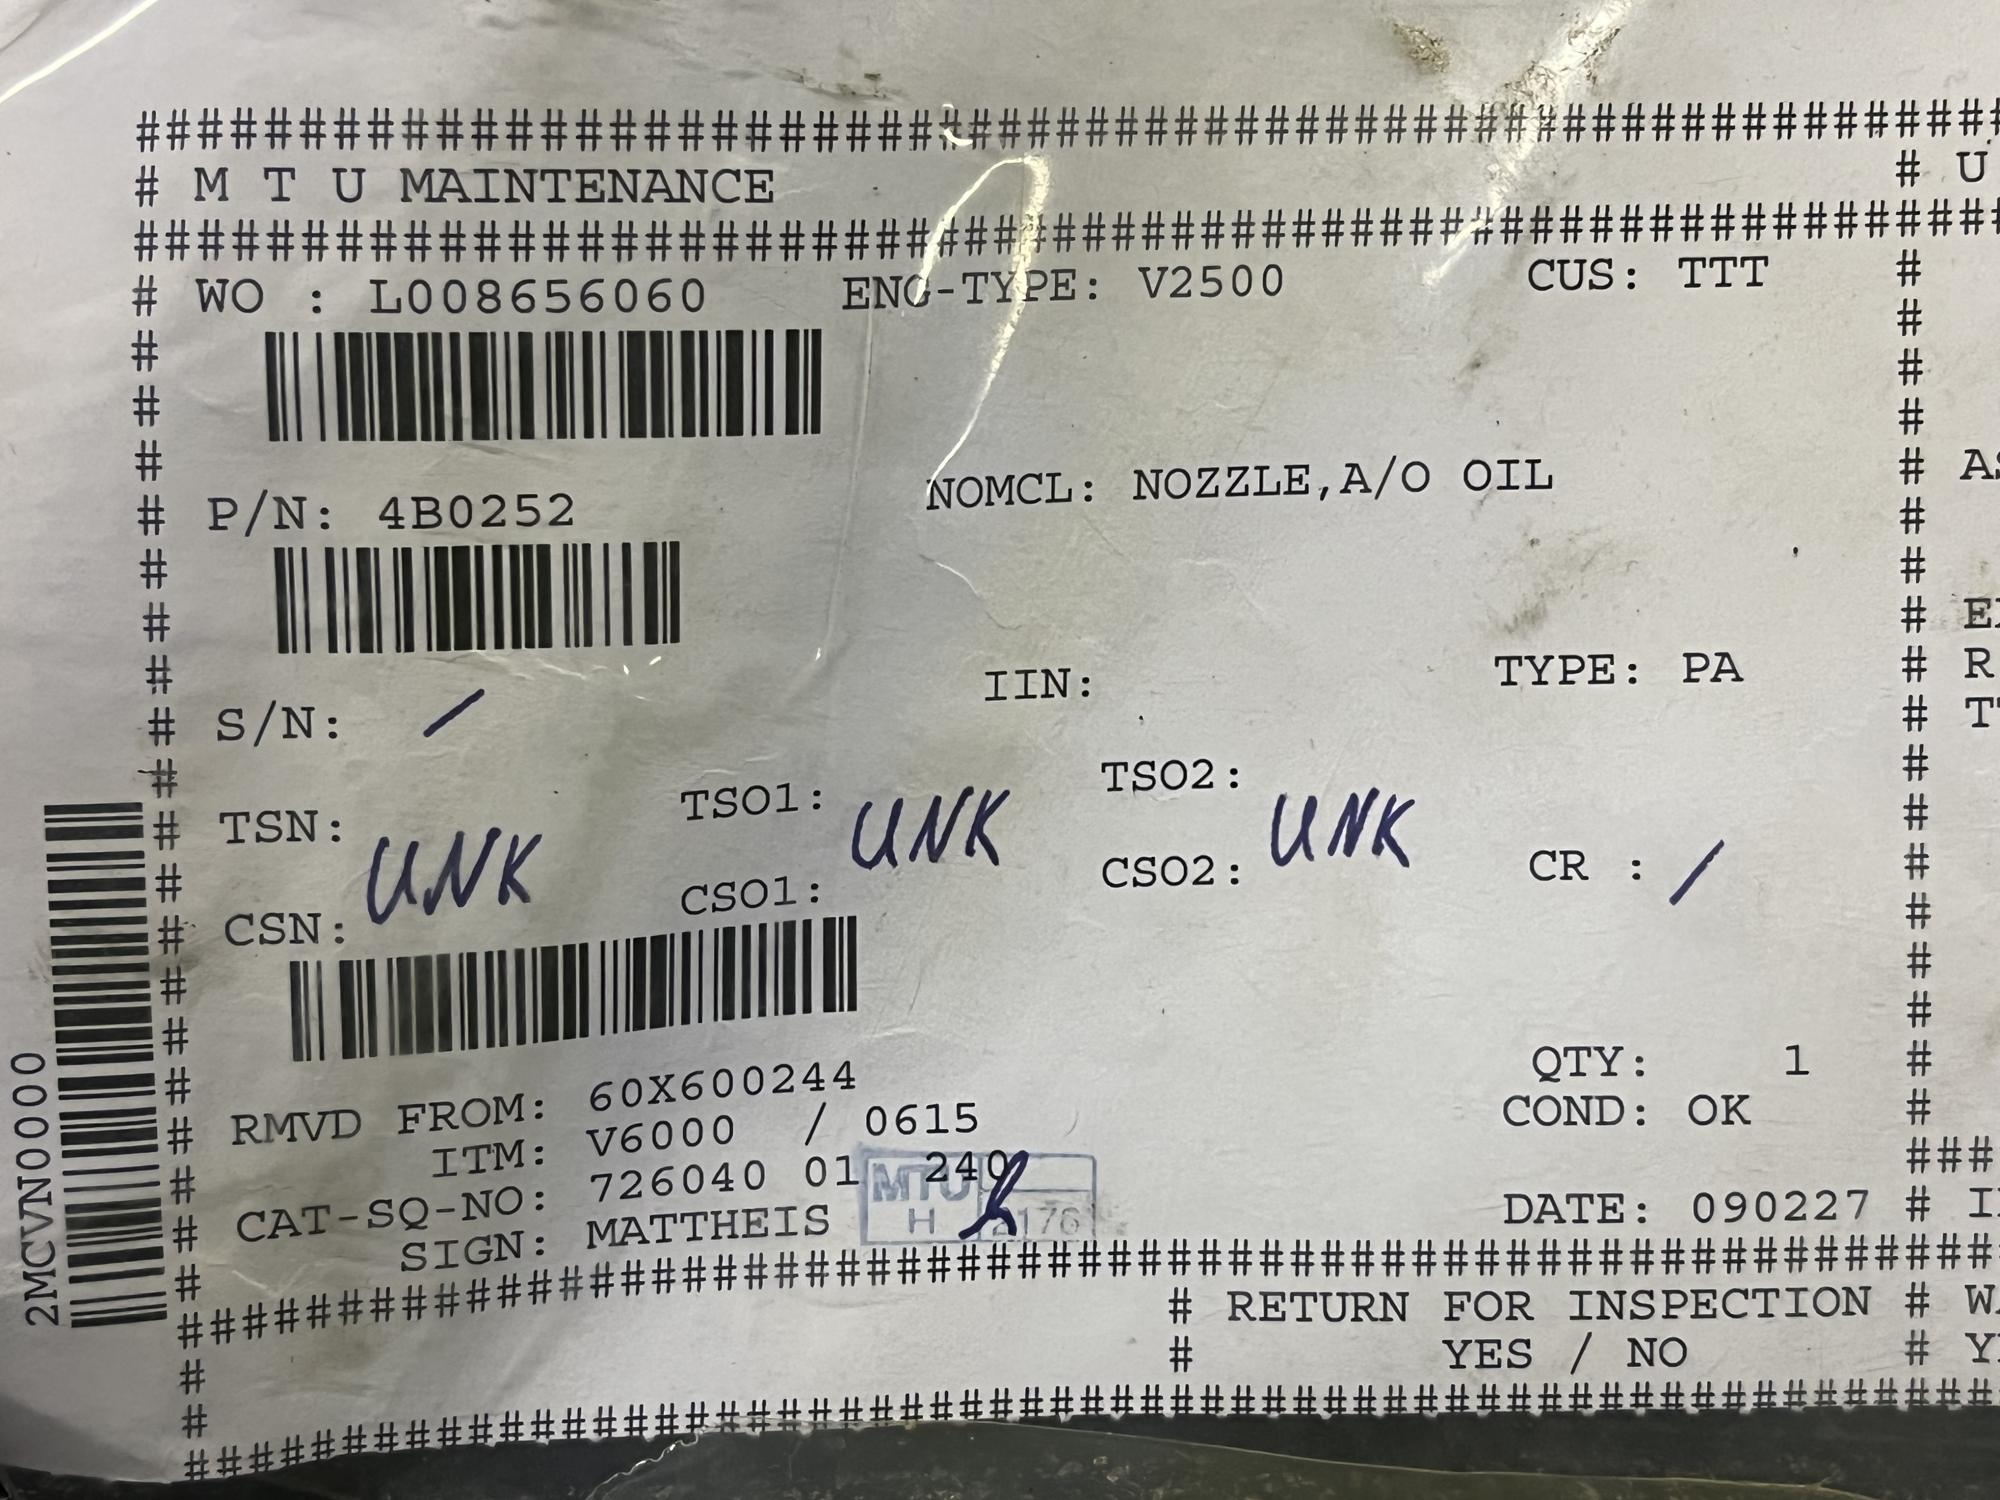 ##########################################################
# M T U MAINTENANCE # U
##########################################################
# WO : L008656060 ENG-TYPE: V2500 CUS: TTT #
# P/N: 4B0252 NOMCL: NOZZLE,A/O OIL #
# S/N: / IIN: TYPE: PA #
# TSN: UNK TSO1: UNK TSO2: UNK
# CSN: CSO1: CSO2: CR : / #
QTY: 1 #
# RMVD FROM: 60X600244
COND: OK #
# ITM: V6000 / 0615
# CAT-SQ-NO: 726040 01 240
MTU
H 2176
# SIGN: MATTHEIS DATE: 090227 #
##########################################################
# RETURN FOR INSPECTION #
# YES / NO #
##########################################################
2MCVN0000